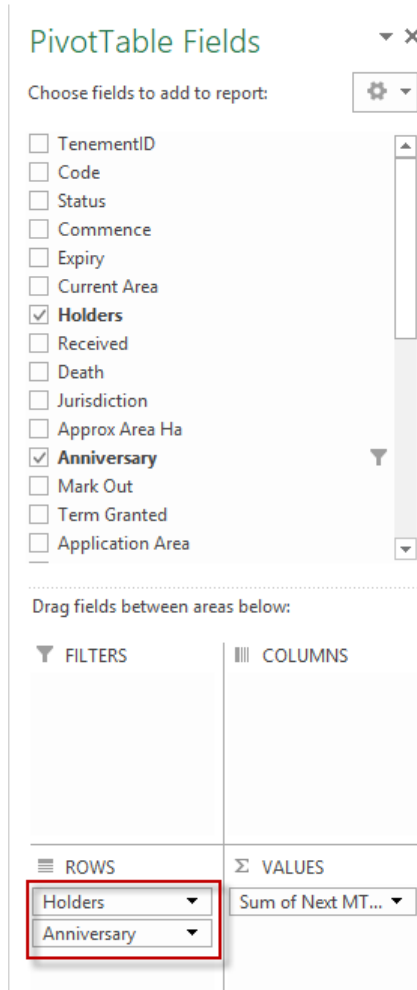 PivotTable Fields
Choose fields to add to report:
TenementID
Code
Status
Commence
Expiry
Current Area
Holders
Received
Death
Jurisdiction
Approx Area Ha
Anniversary
Mark Out
Term Granted
Application Area
Drag fields between areas below:
FILTERS
COLUMNS
ROWS
Σ VALUES
Holders
Sum of Next MT...
Anniversary